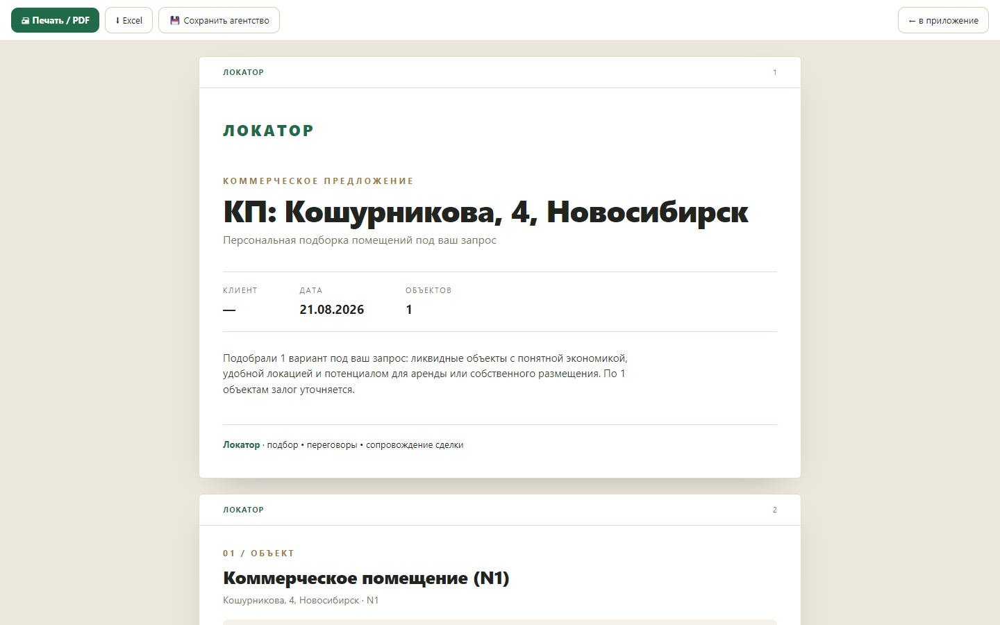 Печать / PDF
Excel
Сохранить агентство
← в приложение
ЛОКАТОР
1
ЛОКАТОР
КОММЕРЧЕСКОЕ ПРЕДЛОЖЕНИЕ
КП: Кошурникова, 4, Новосибирск
Персональная подборка помещений под ваш запрос
КЛИЕНТ
ДАТА
ОБЪЕКТОВ
—
21.08.2026
1
Подобрали 1 вариант под ваш запрос: ликвидные объекты с понятной экономикой,
удобной локацией и потенциалом для аренды или собственного размещения. По 1
объектам залог уточняется.
Локатор · подбор • переговоры • сопровождение сделки
ЛОКАТОР
2
01 / ОБЪЕКТ
Коммерческое помещение (N1)
Кошурникова, 4, Новосибирск · N1